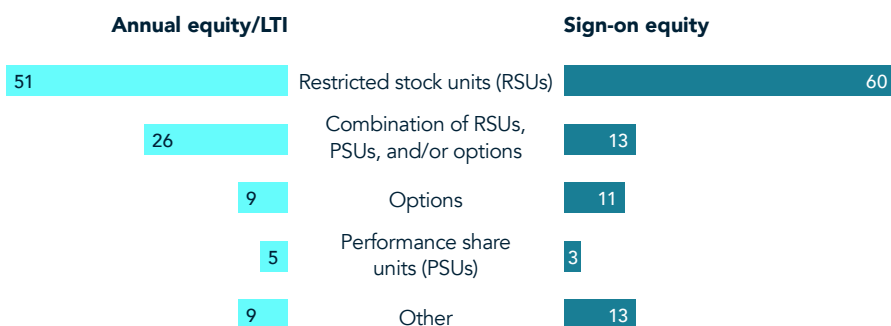 Annual equity/LTI
Sign-on equity
51
Restricted stock units (RSUs)
60
26
Combination of RSUs,
PSUs, and/or options
13
9
Options
11
5
Performance share
units (PSUs)
3
9
Other
13